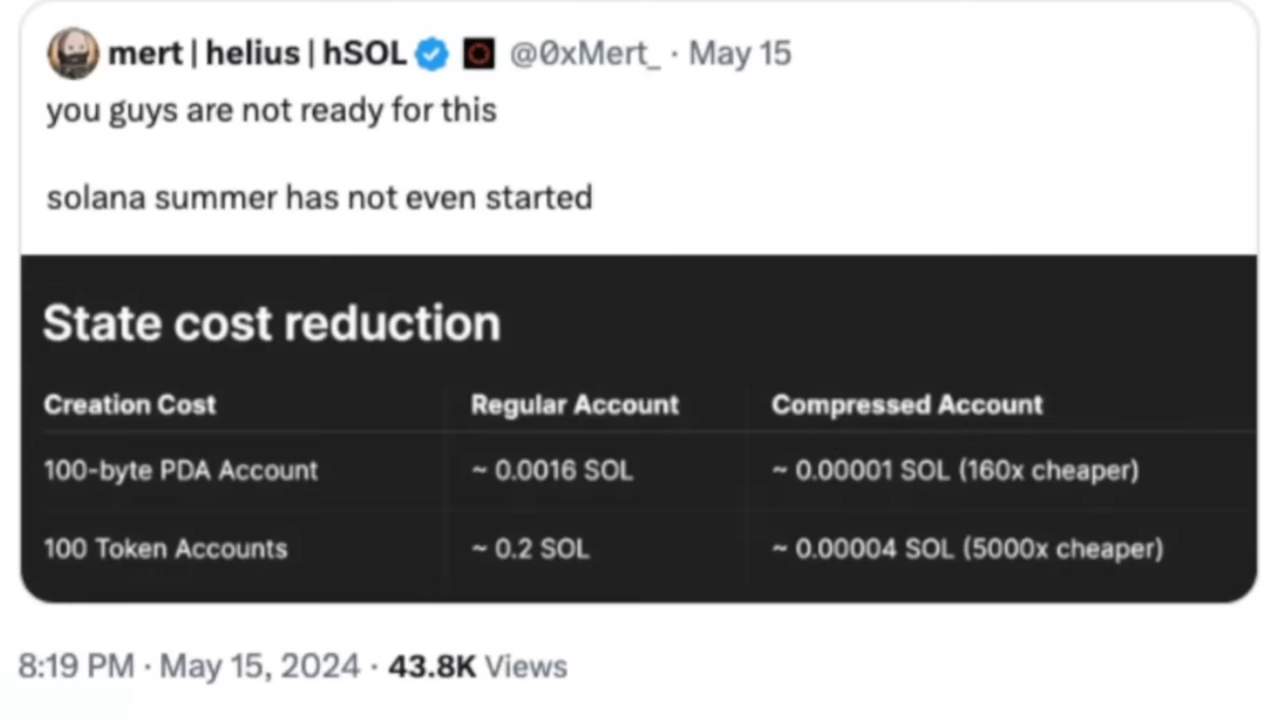 mert | helius | hSOL @0xMert_ · May 15
you guys are not ready for this
solana summer has not even started
State cost reduction
Creation Cost Regular Account Compressed Account
100-byte PDA Account ~ 0.0016 SOL ~ 0.00001 SOL (160x cheaper)
100 Token Accounts ~ 0.2 SOL ~ 0.00004 SOL (5000x cheaper)
8:19 PM · May 15, 2024 · 43.8K Views